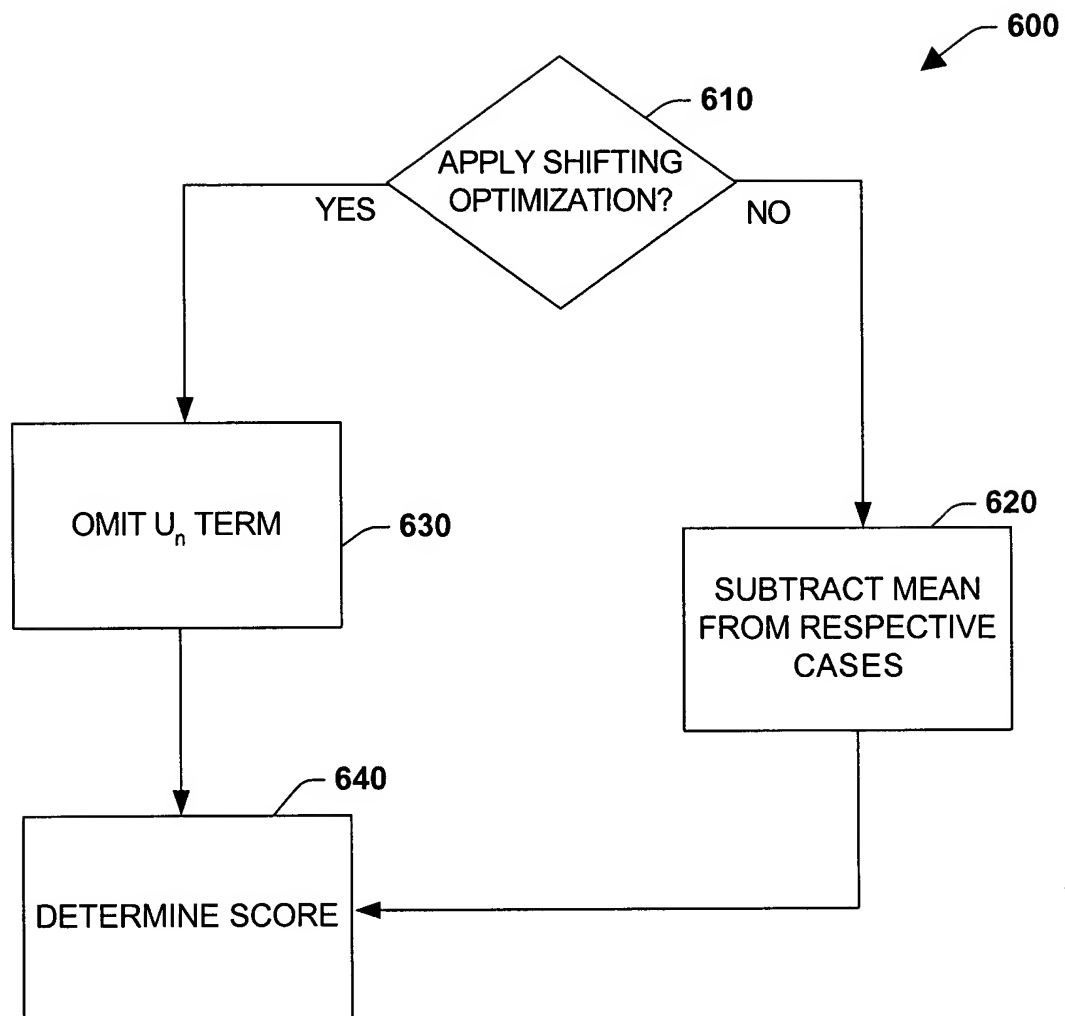 600
610
APPLY SHIFTING
OPTIMIZATION?
YES
NO
OMIT Uₙ TERM
630
620
SUBTRACT MEAN
FROM RESPECTIVE
CASES
640
DETERMINE SCORE